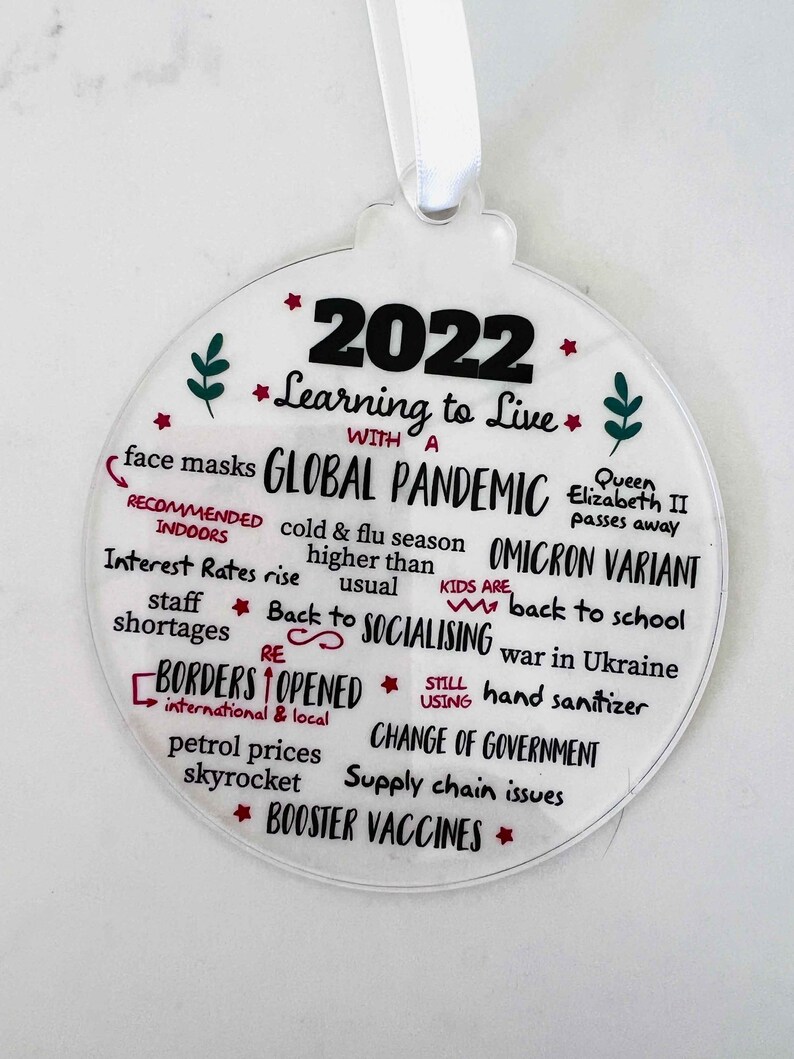 2022
Learning to Live
WITH A
face masks GLOBAL PANDEMIC
RECOMMENDED
INDOORS
Queen
Elizabeth II
passes away
cold & flu season
higher than
usual
OMICRON VARIANT
Interest Rates rise
KIDS ARE
back to school
staff
shortages
Back to SOCIALISING
war in Ukraine
RE
BORDERS OPENED
international & local
STILL
USING
hand sanitizer
CHANGE OF GOVERNMENT
petrol prices
skyrocket
Supply chain issues
BOOSTER VACCINES